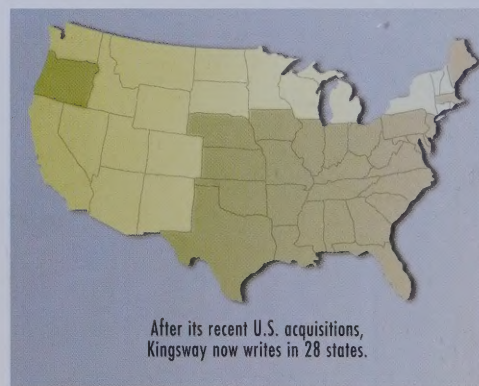 After its recent U.S. acquisitions,
Kingsway now writes in 28 states.